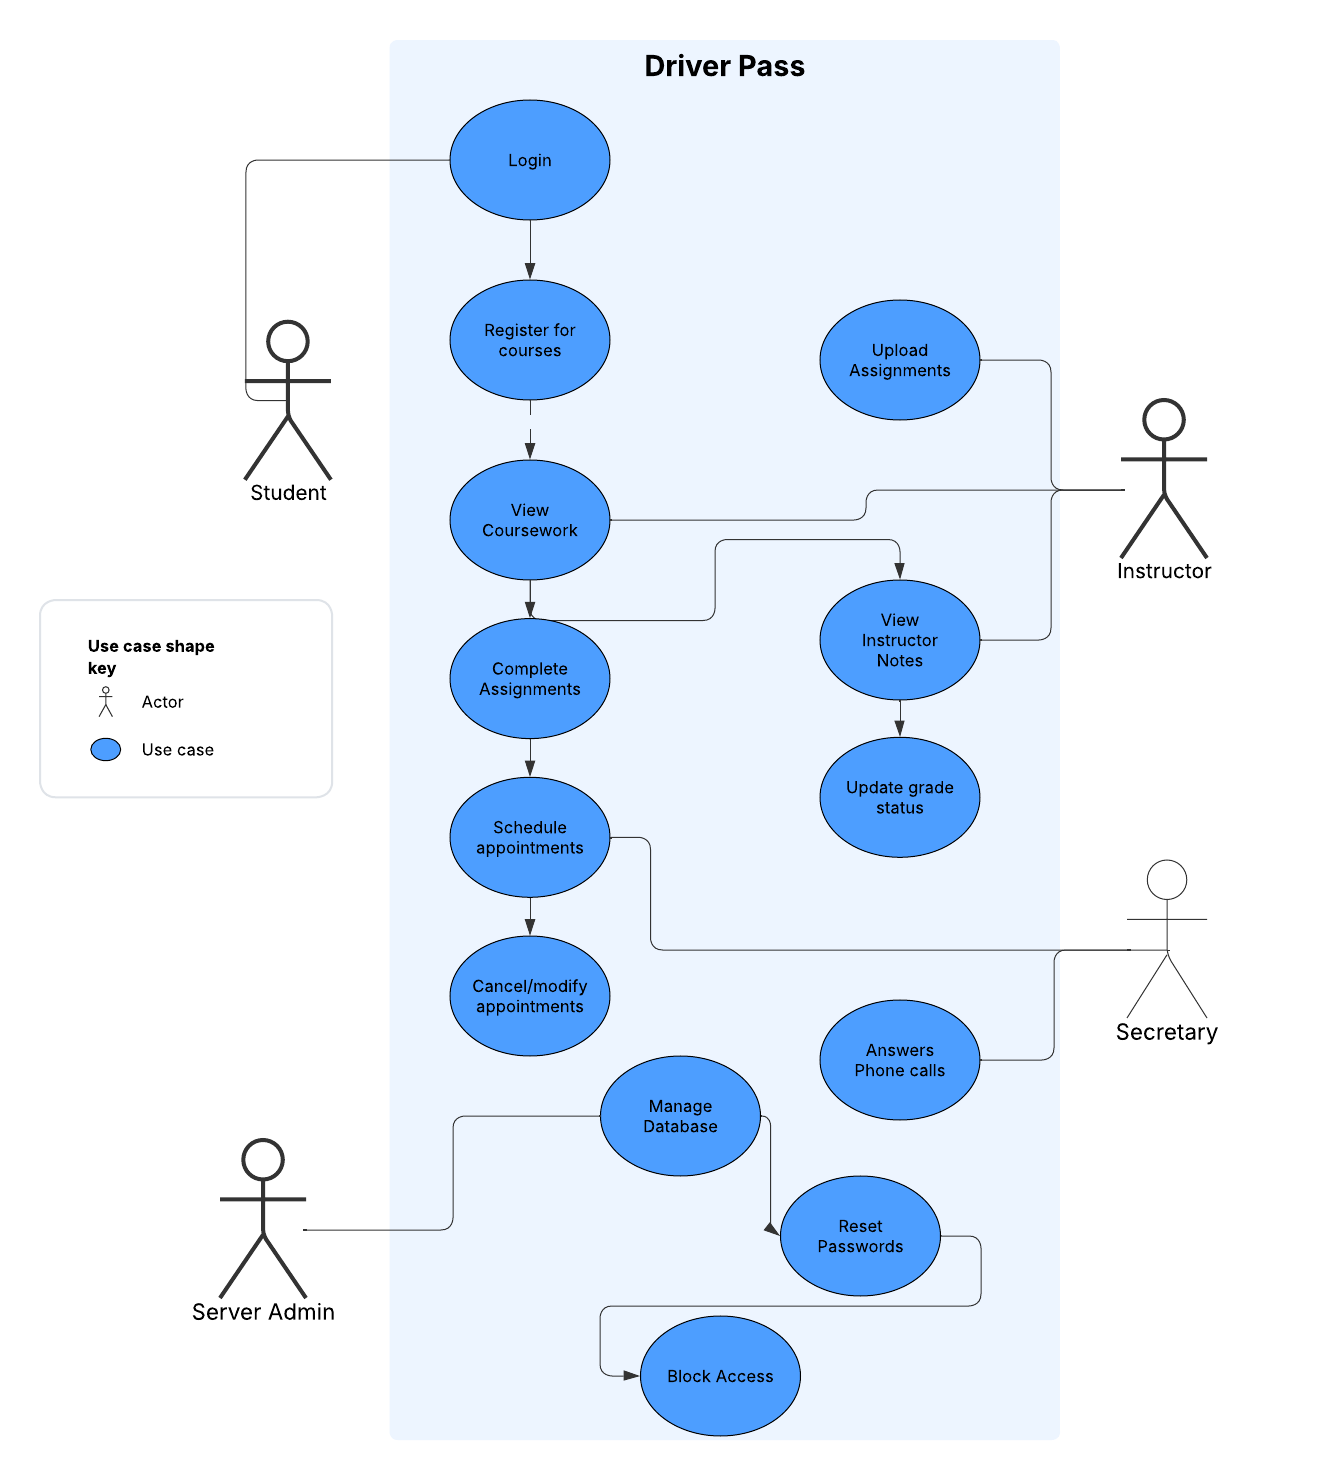 Driver Pass
Login
Register for
courses
Upload
Assignments
Student
View
Coursework
Instructor
View
Instructor
Notes
Use case shape
key
Actor
Use case
Complete
Assignments
Update grade
status
Schedule
appointments
Cancel/modify
appointments
Secretary
Answers
Phone calls
Manage
Database
Reset
Passwords
Server Admin
Block Access